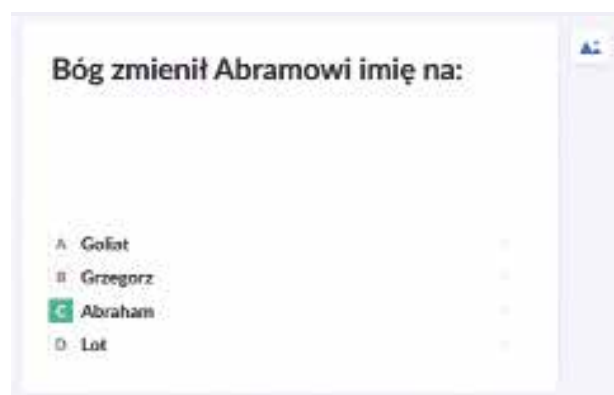 Bóg zmienił Abramowi imię na:
A Goliat
B Grzegorz
C Abraham
D Lot